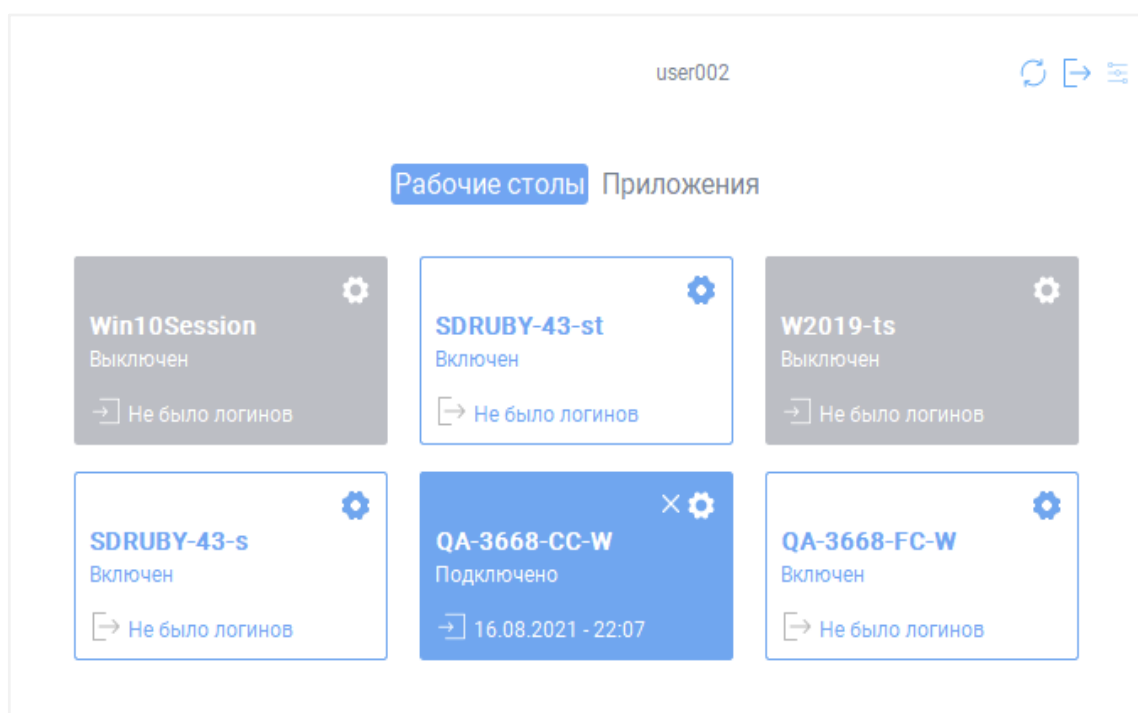 user002
Рабочие столы Приложения
Win10Session
Выключен
Не было логинов
SDRUBY-43-st
Включен
Не было логинов
W2019-ts
Выключен
Не было логинов
SDRUBY-43-s
Включен
Не было логинов
QA-3668-CC-W
Подключено
16.08.2021 - 22:07
QA-3668-FC-W
Включен
Не было логинов